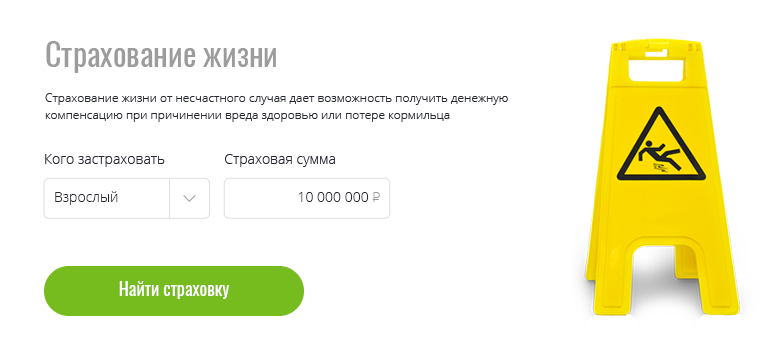 Страхование жизни
Страхование жизни от несчастного случая дает возможность получить денежную
компенсацию при причинении вреда здоровью или потере кормильца
Кого застраховать Страховая сумма
Взрослый 10 000 000 ₽
Найти страховку